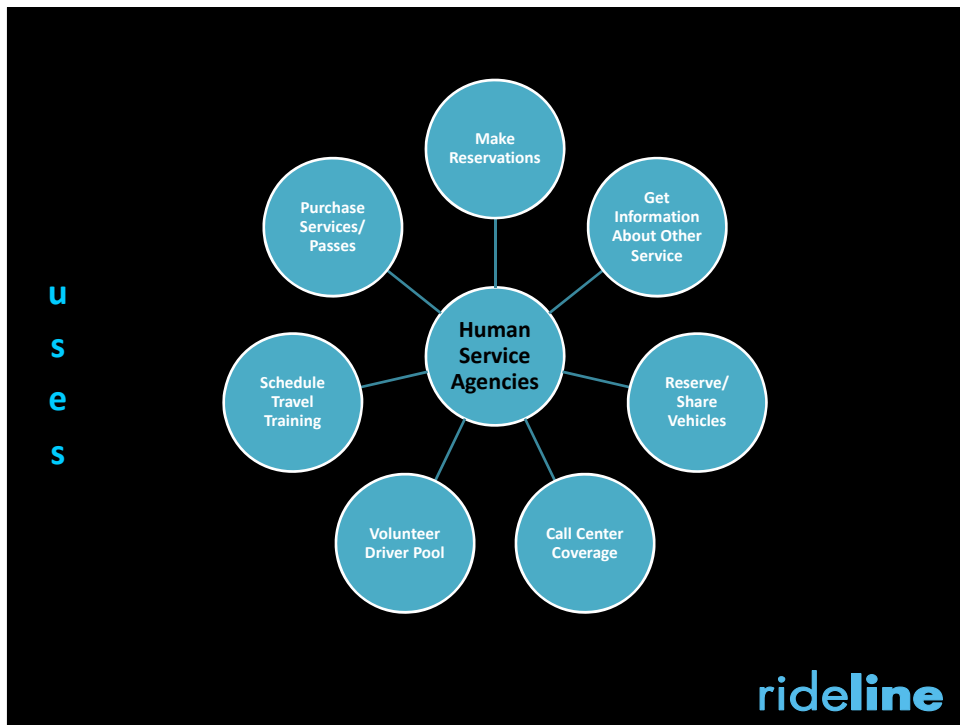 u
s
e
s
Make
Reservations
Get
Information
About Other
Service
Reserve/
Share
Vehicles
Call Center
Coverage
Volunteer
Driver Pool
Schedule
Travel
Training
Purchase
Services/
Passes
Human
Service
Agencies
rideline